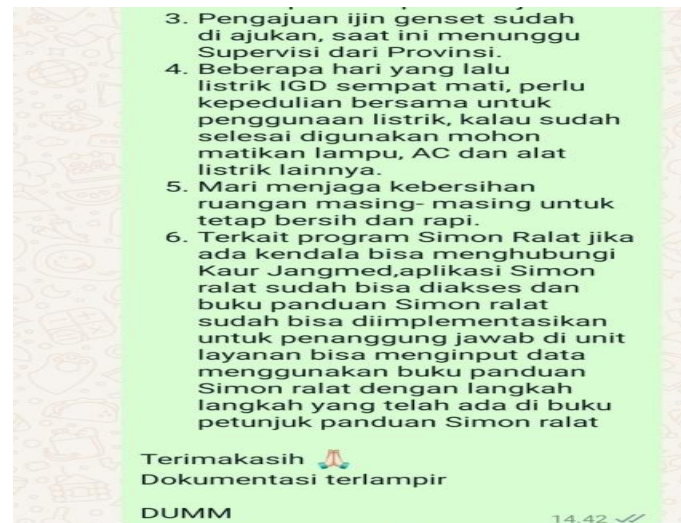 3. Pengajuan ijin genset sudah
di ajukan, saat ini menunggu
Supervisi dari Provinsi.
4. Beberapa hari yang lalu
listrik IGD sempat mati, perlu
kepedulian bersama untuk
penggunaan listrik, kalau sudah
selesai digunakan mohon
matikan lampu, AC dan alat
listrik lainnya.
5. Mari menjaga kebersihan
ruangan masing- masing untuk
tetap bersih dan rapi.
6. Terkait program Simon Ralat jika
ada kendala bisa menghubungi
Kaur Jangmed,aplikasi Simon
ralat sudah bisa diakses dan
buku panduan Simon ralat
sudah bisa diimplementasikan
untuk penanggung jawab di unit
layanan bisa menginput data
menggunakan buku panduan
Simon ralat dengan langkah
langkah yang telah ada di buku
petunjuk panduan Simon ralat
Terimakasih 🙏
Dokumentasi terlampir
DUMM
14.42